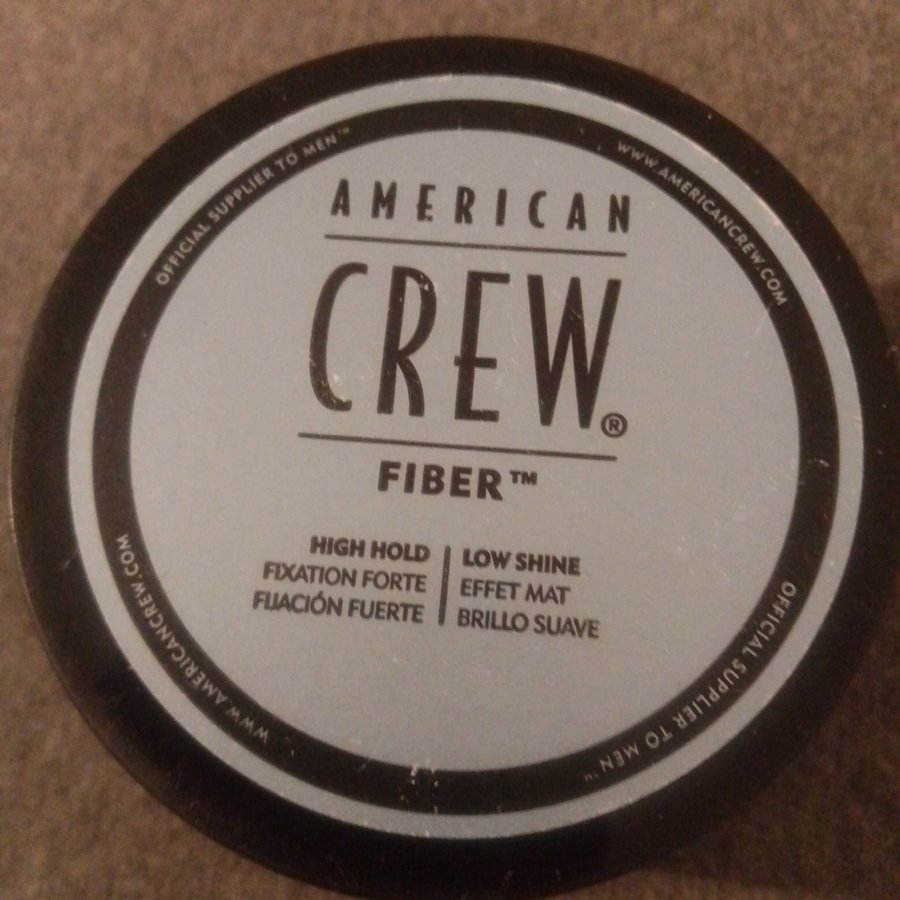 OFFICIAL SUPPLIER TO MEN™
WWW.AMERICANCREW.COM
AMERICAN
CREW®
FIBER™
HIGH HOLD | LOW SHINE
FIXATION FORTE | EFFET MAT
FIJACIÓN FUERTE | BRILLO SUAVE
WWW.AMERICANCREW.COM
OFFICIAL SUPPLIER TO MEN™